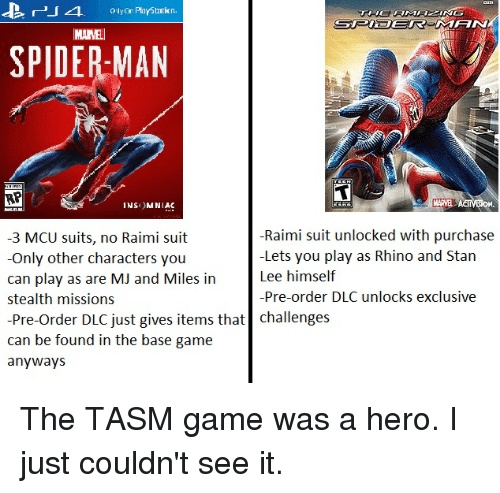 PS4 Only On PlayStation.
MARVEL
SPIDER-MAN
RP
INSOMNIAC
-3 MCU suits, no Raimi suit
-Only other characters you
can play as are MJ and Miles in
stealth missions
-Pre-Order DLC just gives items that
can be found in the base game
anyways
THE AMAZING
SPIDER-MAN
TEEN
T
ESRB
MARVEL ACTIVISION.
-Raimi suit unlocked with purchase
-Lets you play as Rhino and Stan
Lee himself
-Pre-order DLC unlocks exclusive
challenges
The TASM game was a hero. I
just couldn't see it.